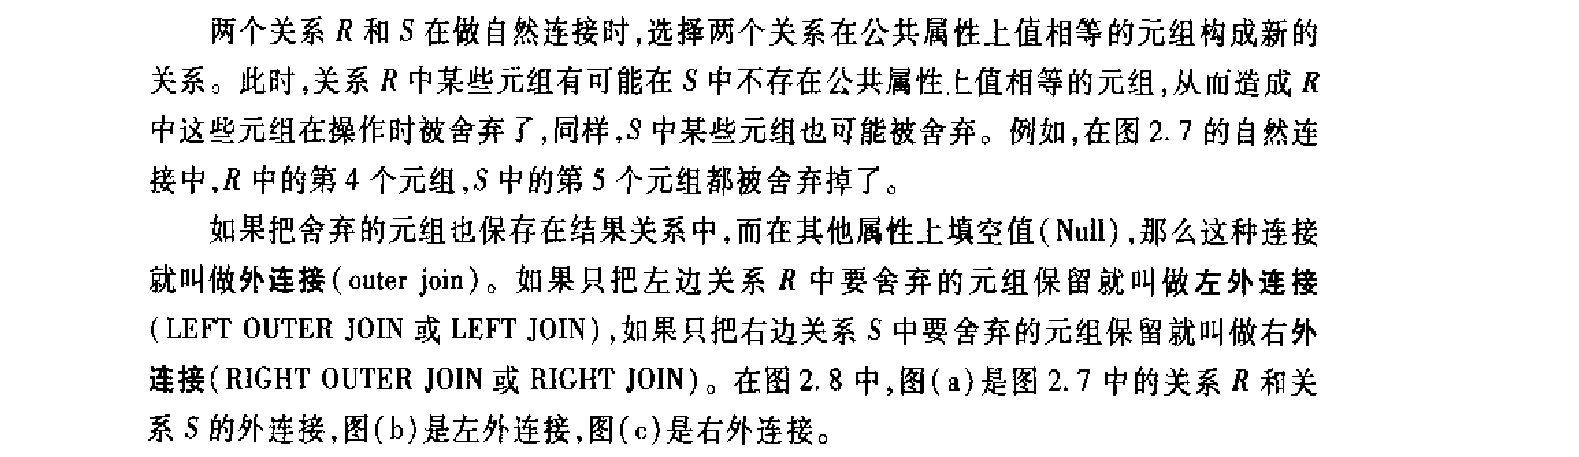 两个关系 R 和 S 在做自然连接时,选择两个关系在公共属性上值相等的元组构成新的
关系。此时,关系 R 中某些元组有可能在 S 中不存在公共属性上值相等的元组,从而造成 R
中这些元组在操作时被舍弃了,同样,S 中某些元组也可能被舍弃。例如,在图 2.7 的自然连
接中,R 中的第 4 个元组,S 中的第 5 个元组都被舍弃掉了。
如果把舍弃的元组也保存在结果关系中,而在其他属性上填空值(Null),那么这种连接
就叫做外连接(outer join)。如果只把左边关系 R 中要舍弃的元组保留就叫做左外连接
(LEFT OUTER JOIN 或 LEFT JOIN),如果只把右边关系 S 中要舍弃的元组保留就叫做右外
连接(RIGHT OUTER JOIN 或 RIGHT JOIN)。在图 2.8 中,图(a)是图 2.7 中的关系 R 和关
系 S 的外连接,图(b)是左外连接,图(c)是右外连接。